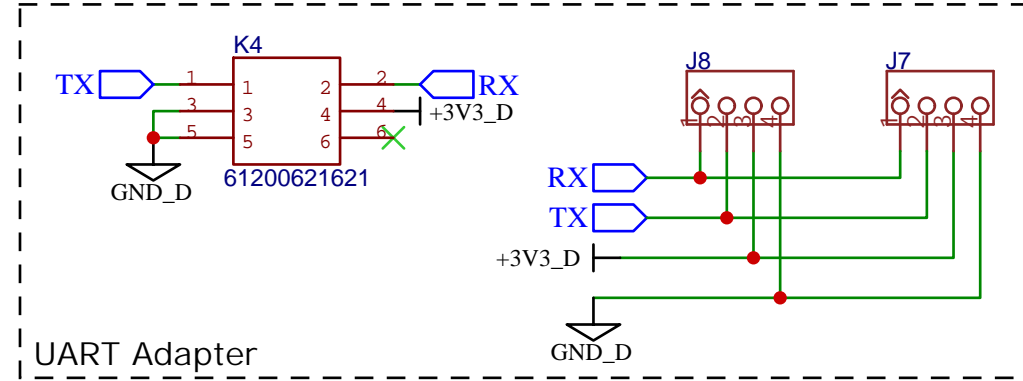 K4
TX 1 1 2 2 RX
3 3 4 4 +3V3_D
5 5 6 6
GND_D
61200621621
J8 J7
1 2 3 4 1 2 3 4
RX
TX
+3V3_D
GND_D
UART Adapter